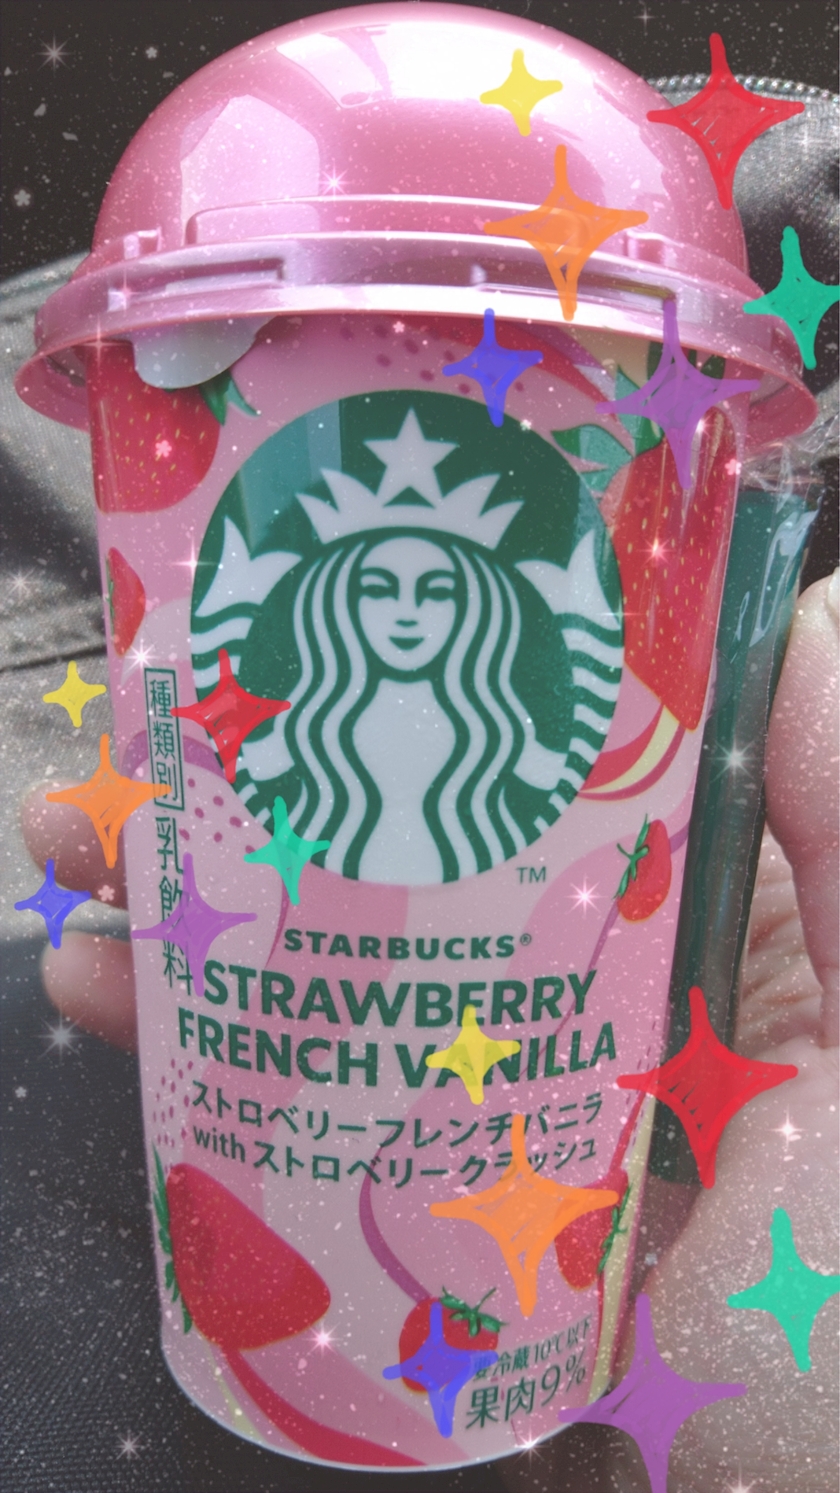 種類別 乳飲料
TM
STARBUCKS®
STRAWBERRY
FRENCH VANILLA
ストロベリーフレンチバニラ
with ストロベリークラッシュ
要冷蔵10℃以下
果肉9%